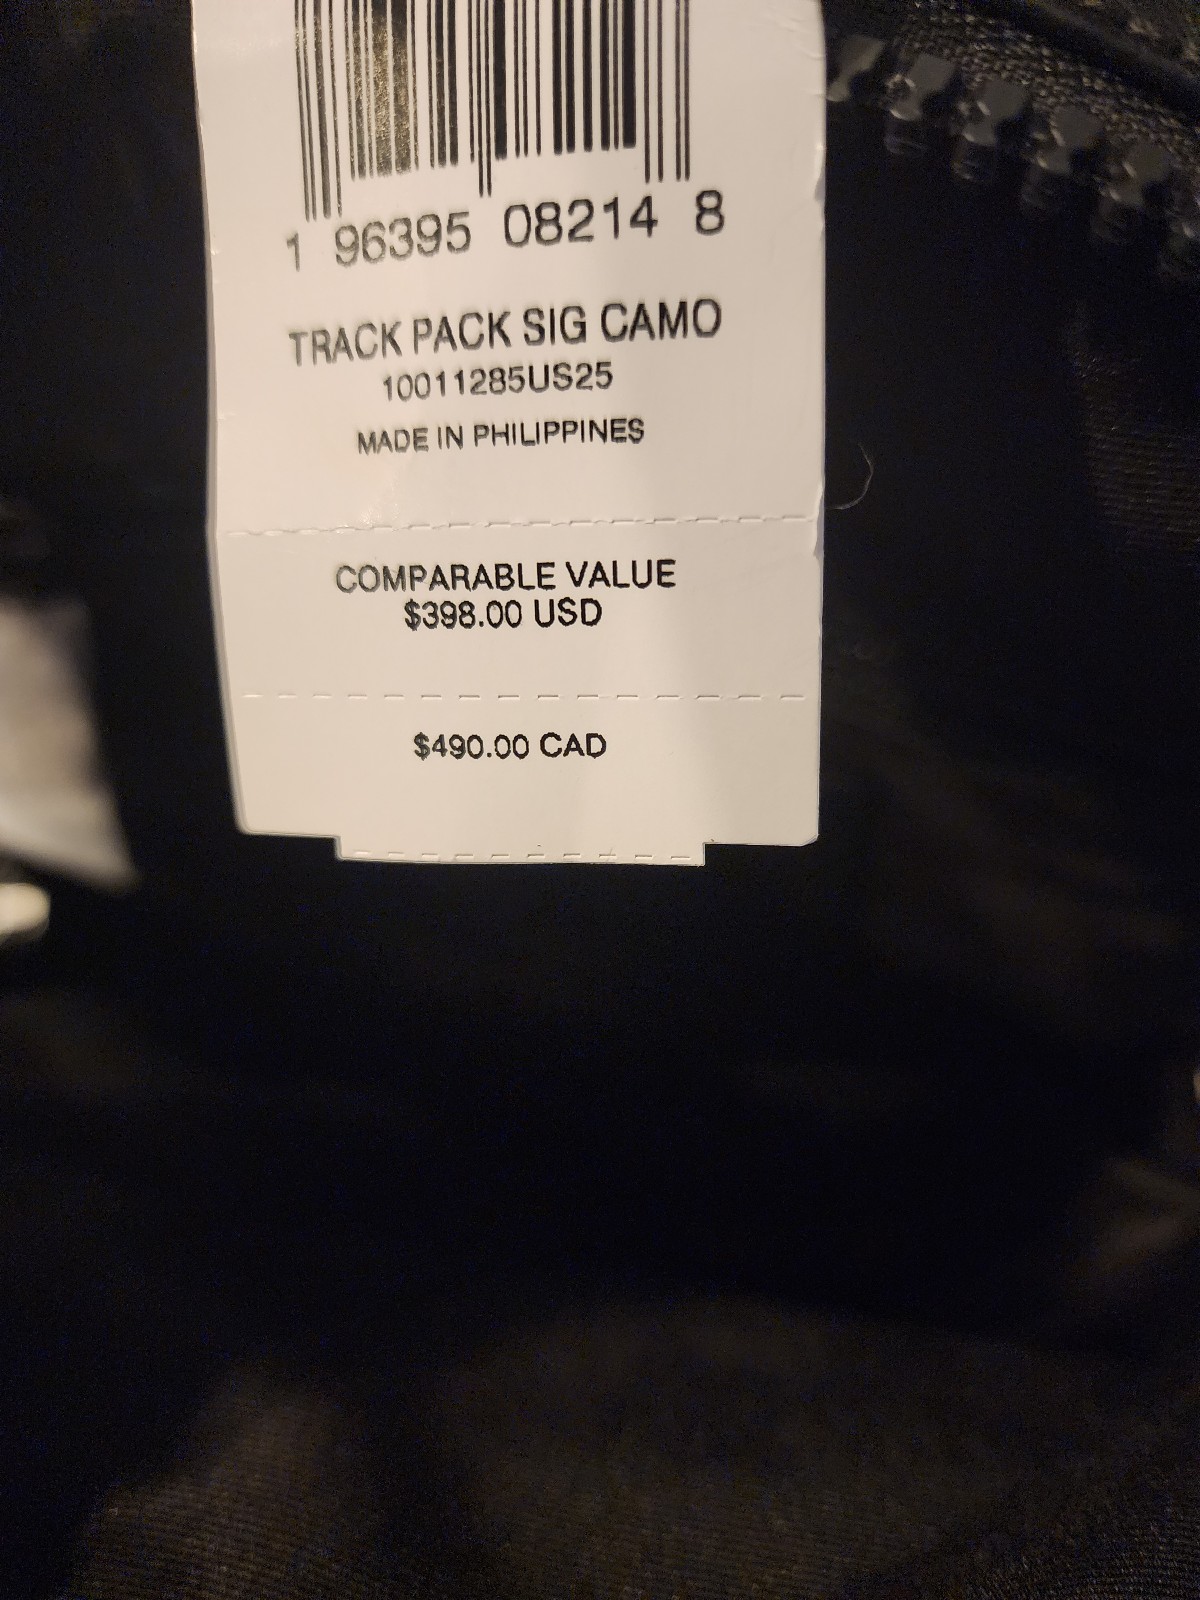 1 96395 08214 8
TRACK PACK SIG CAMO
10011285US25
MADE IN PHILIPPINES
COMPARABLE VALUE
$398.00 USD
$490.00 CAD